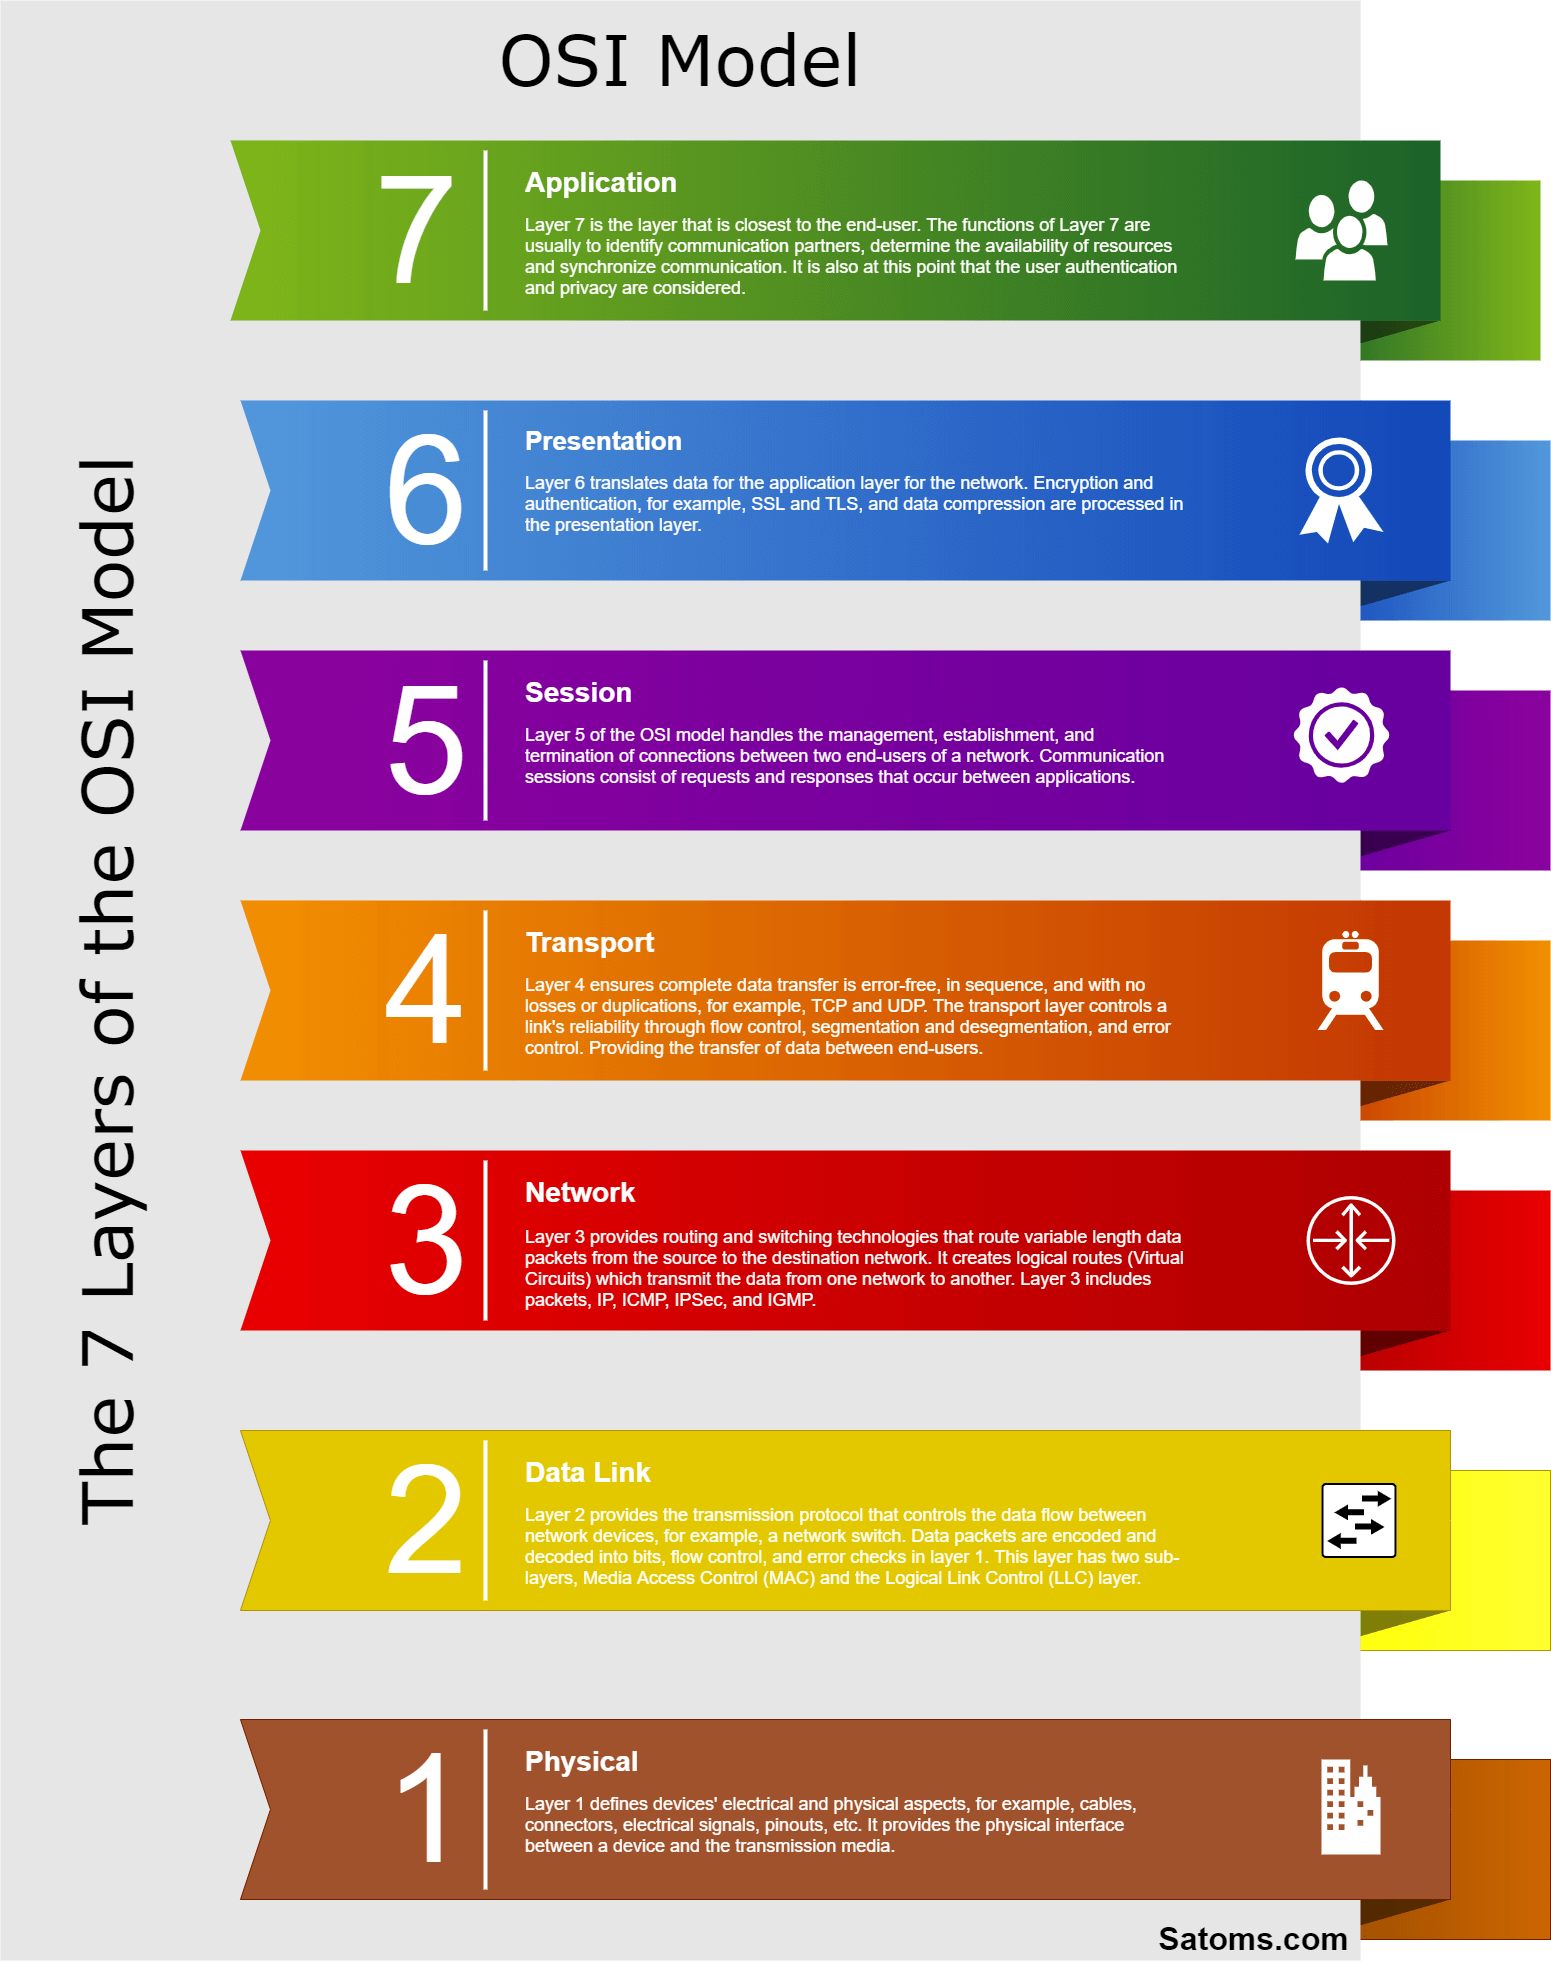 OSI Model
The 7 Layers of the OSI Model
7
Application
Layer 7 is the layer that is closest to the end-user. The functions of Layer 7 are
usually to identify communication partners, determine the availability of resources
and synchronize communication. It is also at this point that the user authentication
and privacy are considered.
6
Presentation
Layer 6 translates data for the application layer for the network. Encryption and
authentication, for example, SSL and TLS, and data compression are processed in
the presentation layer.
5
Session
Layer 5 of the OSI model handles the management, establishment, and
termination of connections between two end-users of a network. Communication
sessions consist of requests and responses that occur between applications.
4
Transport
Layer 4 ensures complete data transfer is error-free, in sequence, and with no
losses or duplications, for example, TCP and UDP. The transport layer controls a
link's reliability through flow control, segmentation and desegmentation, and error
control. Providing the transfer of data between end-users.
3
Network
Layer 3 provides routing and switching technologies that route variable length data
packets from the source to the destination network. It creates logical routes (Virtual
Circuits) which transmit the data from one network to another. Layer 3 includes
packets, IP, ICMP, IPSec, and IGMP.
2
Data Link
Layer 2 provides the transmission protocol that controls the data flow between
network devices, for example, a network switch. Data packets are encoded and
decoded into bits, flow control, and error checks in layer 1. This layer has two sub-
layers, Media Access Control (MAC) and the Logical Link Control (LLC) layer.
1
Physical
Layer 1 defines devices' electrical and physical aspects, for example, cables,
connectors, electrical signals, pinouts, etc. It provides the physical interface
between a device and the transmission media.
Satoms.com